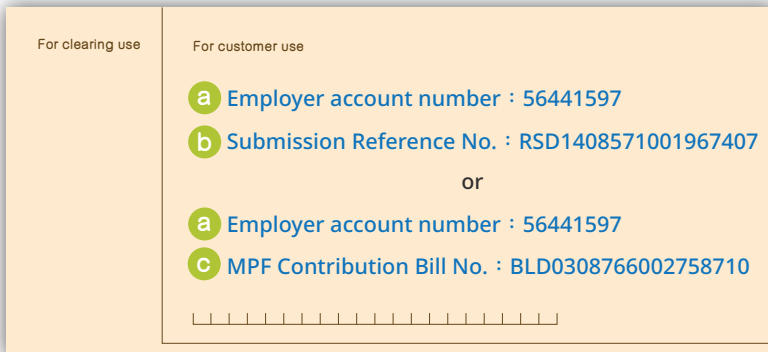 For clearing use
For customer use
a Employer account number : 56441597
b Submission Reference No. : RSD1408571001967407
or
a Employer account number : 56441597
c MPF Contribution Bill No. : BLD0308766002758710